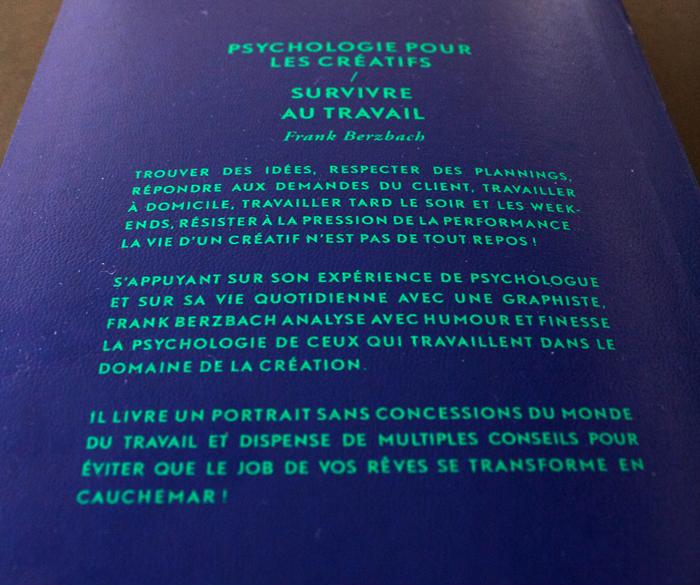 PSYCHOLOGIE POUR
LES CRÉATIFS
/
SURVIVRE
AU TRAVAIL
Frank Berzbach
TROUVER DES IDÉES, RESPECTER DES PLANNINGS,
RÉPONDRE AUX DEMANDES DU CLIENT, TRAVAILLER
À DOMICILE, TRAVAILLER TARD LE SOIR ET LES WEEK-
ENDS, RÉSISTER À LA PRESSION DE LA PERFORMANCE
LA VIE D'UN CRÉATIF N'EST PAS DE TOUT REPOS !
S'APPUYANT SUR SON EXPÉRIENCE DE PSYCHOLOGUE
ET SUR SA VIE QUOTIDIENNE AVEC UNE GRAPHISTE,
FRANK BERZBACH ANALYSE AVEC HUMOUR ET FINESSE
LA PSYCHOLOGIE DE CEUX QUI TRAVAILLENT DANS LE
DOMAINE DE LA CRÉATION.
IL LIVRE UN PORTRAIT SANS CONCESSIONS DU MONDE
DU TRAVAIL ET DISPENSE DE MULTIPLES CONSEILS POUR
ÉVITER QUE LE JOB DE VOS RÊVES SE TRANSFORME EN
CAUCHEMAR !